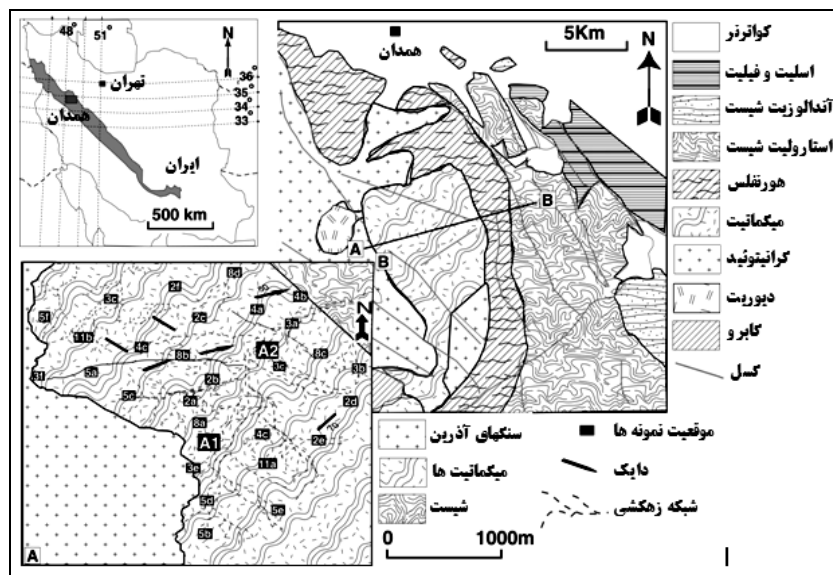 48° 51°
36°
35°
34°
33°
تهران
همدان
ایران
500 km
N
همدان
5Km
N
A
B
کواترنر
اسلیت و فیلیت
آندالوزیت شیست
استارولیت شیست
هورنفلس
میگماتیت
گرانیتوئید
دیوریت
گابرو
گسل
B
8d
2f
3c
5f
2c
4a
4b
3a
11b
4c
8b
A2
8c
3f
5a
3c
3b
2b
5c
2a
2d
8a
4c
2e
A1
3e
11a
5d
5e
5b
N
A
سنگهای آذرین
میگماتیت ها
شیست
موقعیت نمونه ها
دایک
شبکه زهکشی
0 1000m